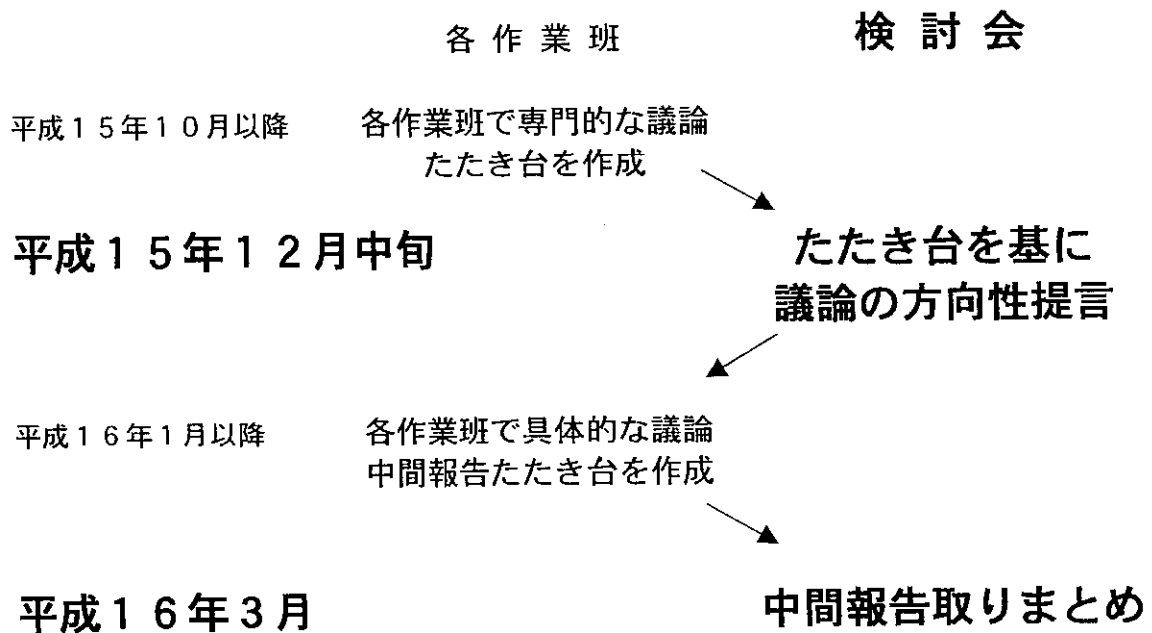 各作業班
検討会
平成15年10月以降
各作業班で専門的な議論
たたき台を作成
平成15年12月中旬
たたき台を基に
議論の方向性提言
平成16年1月以降
各作業班で具体的な議論
中間報告たたき台を作成
平成16年3月
中間報告取りまとめ